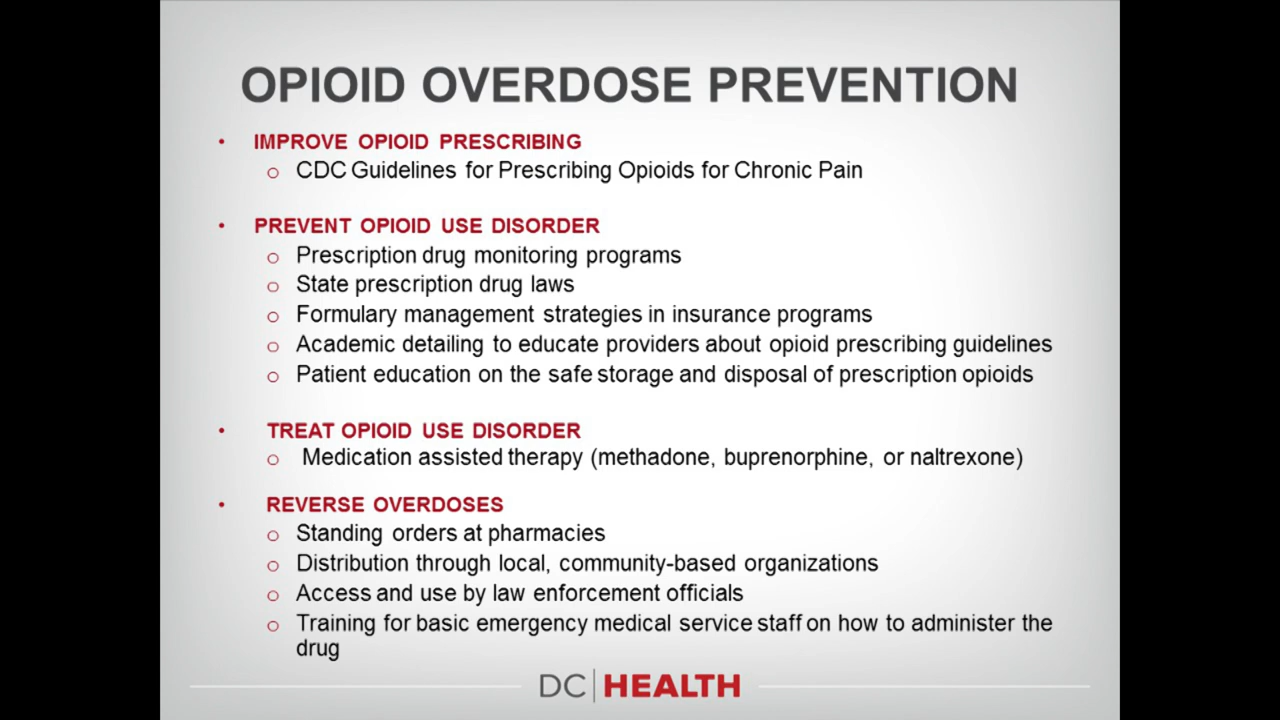 OPIOID OVERDOSE PREVENTION
• IMPROVE OPIOID PRESCRIBING
o CDC Guidelines for Prescribing Opioids for Chronic Pain
• PREVENT OPIOID USE DISORDER
o Prescription drug monitoring programs
o State prescription drug laws
o Formulary management strategies in insurance programs
o Academic detailing to educate providers about opioid prescribing guidelines
o Patient education on the safe storage and disposal of prescription opioids
• TREAT OPIOID USE DISORDER
o Medication assisted therapy (methadone, buprenorphine, or naltrexone)
• REVERSE OVERDOSES
o Standing orders at pharmacies
o Distribution through local, community-based organizations
o Access and use by law enforcement officials
o Training for basic emergency medical service staff on how to administer the
drug
DC|HEALTH